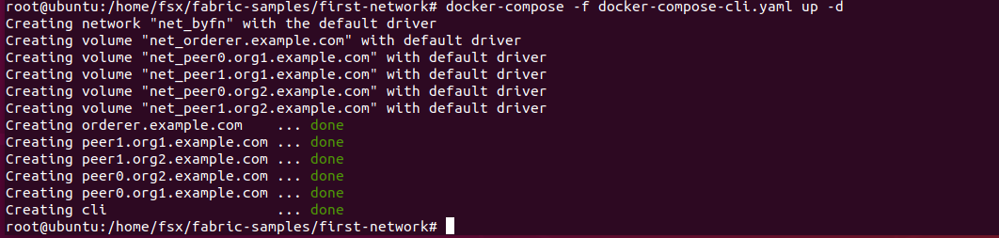 root@ubuntu:/home/fsx/fabric-samples/first-network# docker-compose -f docker-compose-cli.yaml up -d
Creating network "net_byfn" with the default driver
Creating volume "net_orderer.example.com" with default driver
Creating volume "net_peer0.org1.example.com" with default driver
Creating volume "net_peer1.org1.example.com" with default driver
Creating volume "net_peer0.org2.example.com" with default driver
Creating volume "net_peer1.org2.example.com" with default driver
Creating orderer.example.com    ... done
Creating peer1.org1.example.com ... done
Creating peer1.org2.example.com ... done
Creating peer0.org2.example.com ... done
Creating peer0.org1.example.com ... done
Creating cli                    ... done
root@ubuntu:/home/fsx/fabric-samples/first-network#